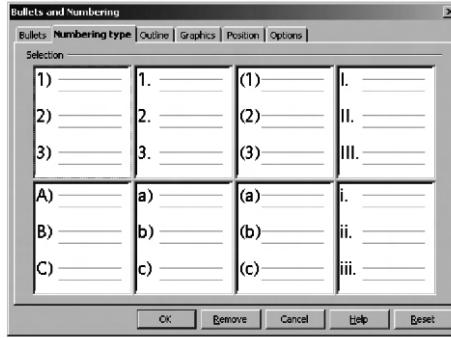 Bullets and Numbering
Bullets Numbering type Outline Graphics Position Options
Selection
1) 1. (1) I.
2) 2. (2) II.
3) 3. (3) III.
A) a) (a) i.
B) b) (b) ii.
C) c) (c) iii.
OK Remove Cancel Help Reset